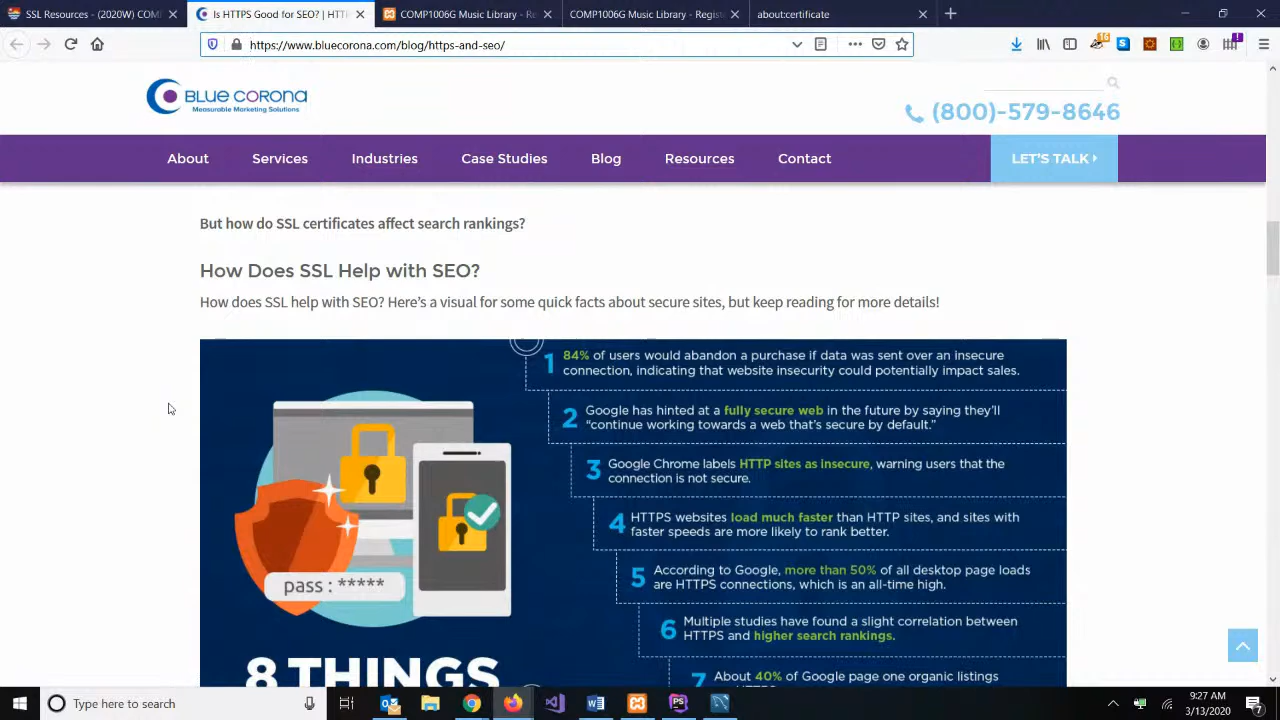 SSL Resources (WOW)
Is HTTPS Good for SEO? | HTT
COMP1006G Music Library - Re
COMP1006G Music Library - Regist
about:certificate
https://www.bluecorona.com/blog/https-and-seo/
16
1
BLUE CORONA
Measurable Marketing Solutions
(800)-579-8646
About Services Industries Case Studies Blog Resources Contact LET'S TALK
But how do SSL certificates affect search rankings?
How Does SSL Help with SEO?
How does SSL help with SEO? Here's a visual for some quick facts about secure sites, but keep reading for more details!
1 84% of users would abandon a purchase if data was sent over an insecure
connection, indicating that website insecurity could potentially impact sales.
2 Google has hinted at a fully secure web in the future by saying they'll
“continue working towards a web that's secure by default.”
3 Google Chrome labels HTTP sites as insecure, warning users that the
connection is not secure.
4 HTTPS websites load much faster than HTTP sites, and sites with
faster speeds are more likely to rank better.
5 According to Google, more than 50% of all desktop page loads
are HTTPS connections, which is an all-time high.
6 Multiple studies have found a slight correlation between
HTTPS and higher search rankings.
pass : *****
8 THINGS
7 About 40% of Google page one organic listings
Type here to search
9:27 AM
3/13/2020